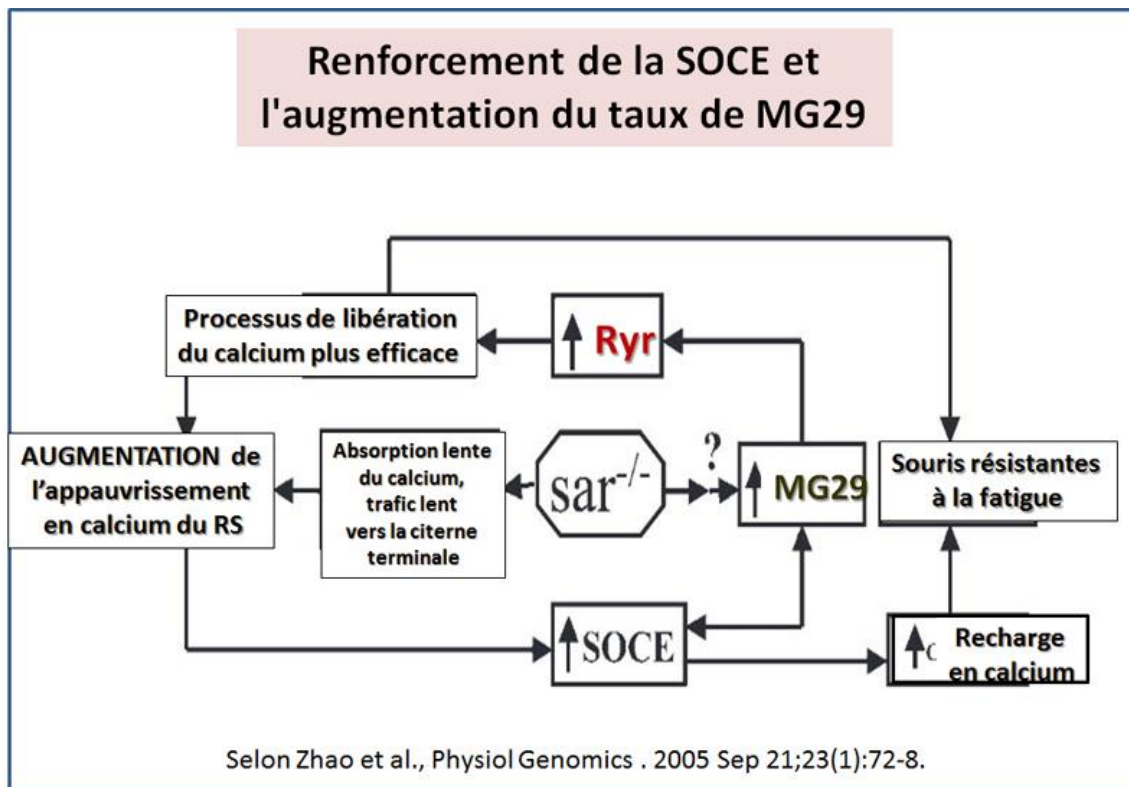 Renforcement de la SOCE et
l'augmentation du taux de MG29
Processus de libération
du calcium plus efficace
↑ Ryr
AUGMENTATION de
l'appauvrissement
en calcium du RS
Absorption lente
du calcium,
trafic lent
vers la citerne
terminale
sar-/-
?
↑ MG29
Souris résistantes
à la fatigue
↑SOCE
↑
Recharge
en calcium
Selon Zhao et al., Physiol Genomics . 2005 Sep 21;23(1):72-8.